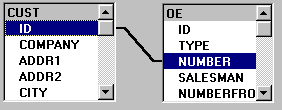 CUST
ID
COMPANY
ADDR1
ADDR2
CITY
OE
ID
TYPE
NUMBER
SALESMAN
NUMBERFRO